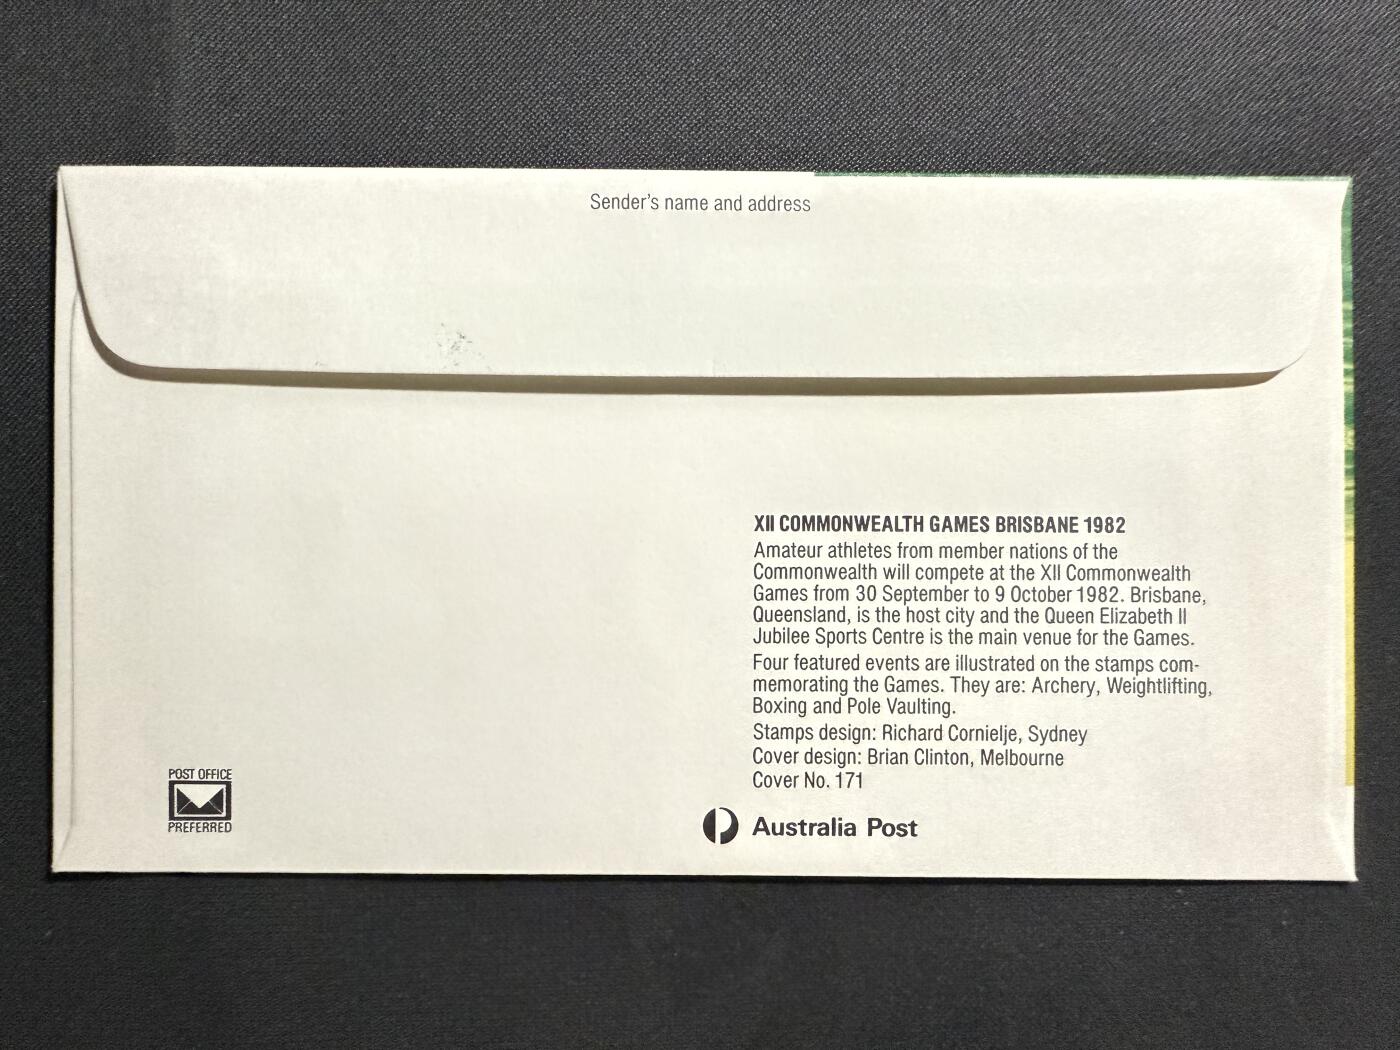 Sender's name and address
XII COMMONWEALTH GAMES BRISBANE 1982
Amateur athletes from member nations of the
Commonwealth will compete at the XII Commonwealth
Games from 30 September to 9 October 1982. Brisbane,
Queensland, is the host city and the Queen Elizabeth II
Jubilee Sports Centre is the main venue for the Games.
Four featured events are illustrated on the stamps com-
memorating the Games. They are: Archery, Weightlifting,
Boxing and Pole Vaulting.
Stamps design: Richard Cornielje, Sydney
Cover design: Brian Clinton, Melbourne
Cover No. 171
POST OFFICE
PREFERRED
Australia Post